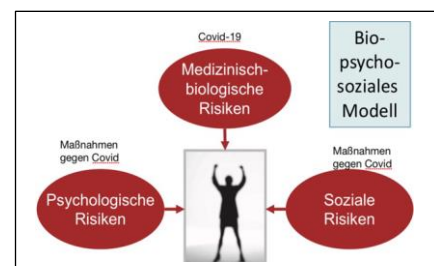 Covid-19
Medizinisch-
biologische
Risiken
Bio-
psycho-
soziales
Modell
Maßnahmen
gegen Covid
Psychologische
Risiken
Maßnahmen
gegen Covid
Soziale
Risiken